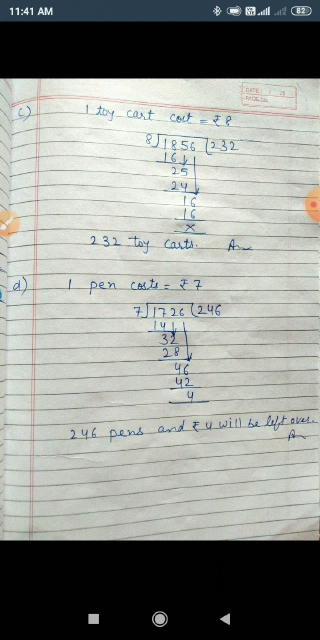 11:41 AM
82
DATE: / 20
PAGE NO.
c) 1 toy cart cost = ₹8
8)1856(232
16
25
24
16
16
x
232 toy carts. Ans
d) 1 pen costs = ₹7
7)1726(246
14
32
28
46
42
4
246 pens and ₹4 will be left over.